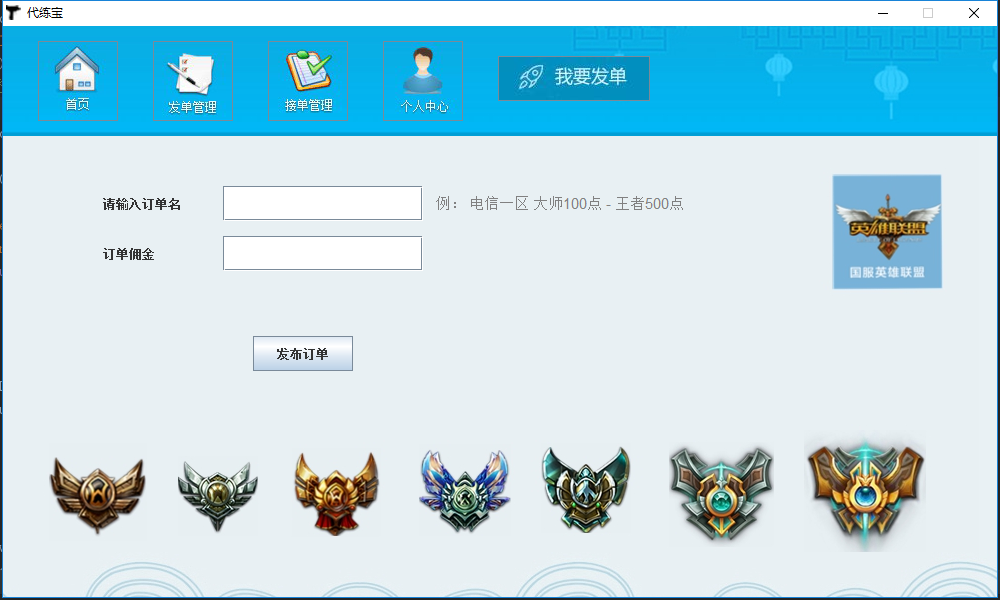 代练宝
首页
发单管理
接单管理
个人中心
我要发单
请输入订单名
例： 电信一区 大师100点 - 王者500点
英雄联盟
国服英雄联盟
订单佣金
发布订单